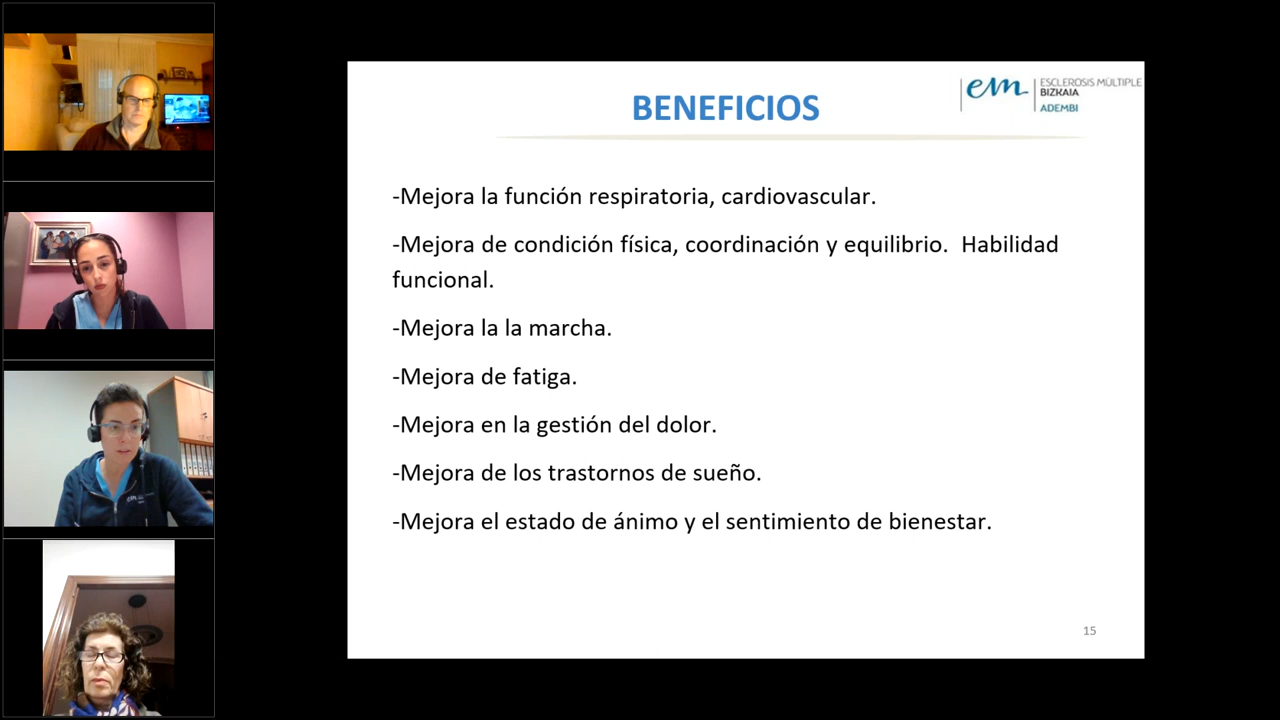 BENEFICIOS
em
ESCLEROSIS MÚLTIPLE
BIZKAIA
ADEMBI
-Mejora la función respiratoria, cardiovascular.
-Mejora de condición física, coordinación y equilibrio. Habilidad
funcional.
-Mejora la la marcha.
-Mejora de fatiga.
-Mejora en la gestión del dolor.
-Mejora de los trastornos de sueño.
-Mejora el estado de ánimo y el sentimiento de bienestar.
15
em